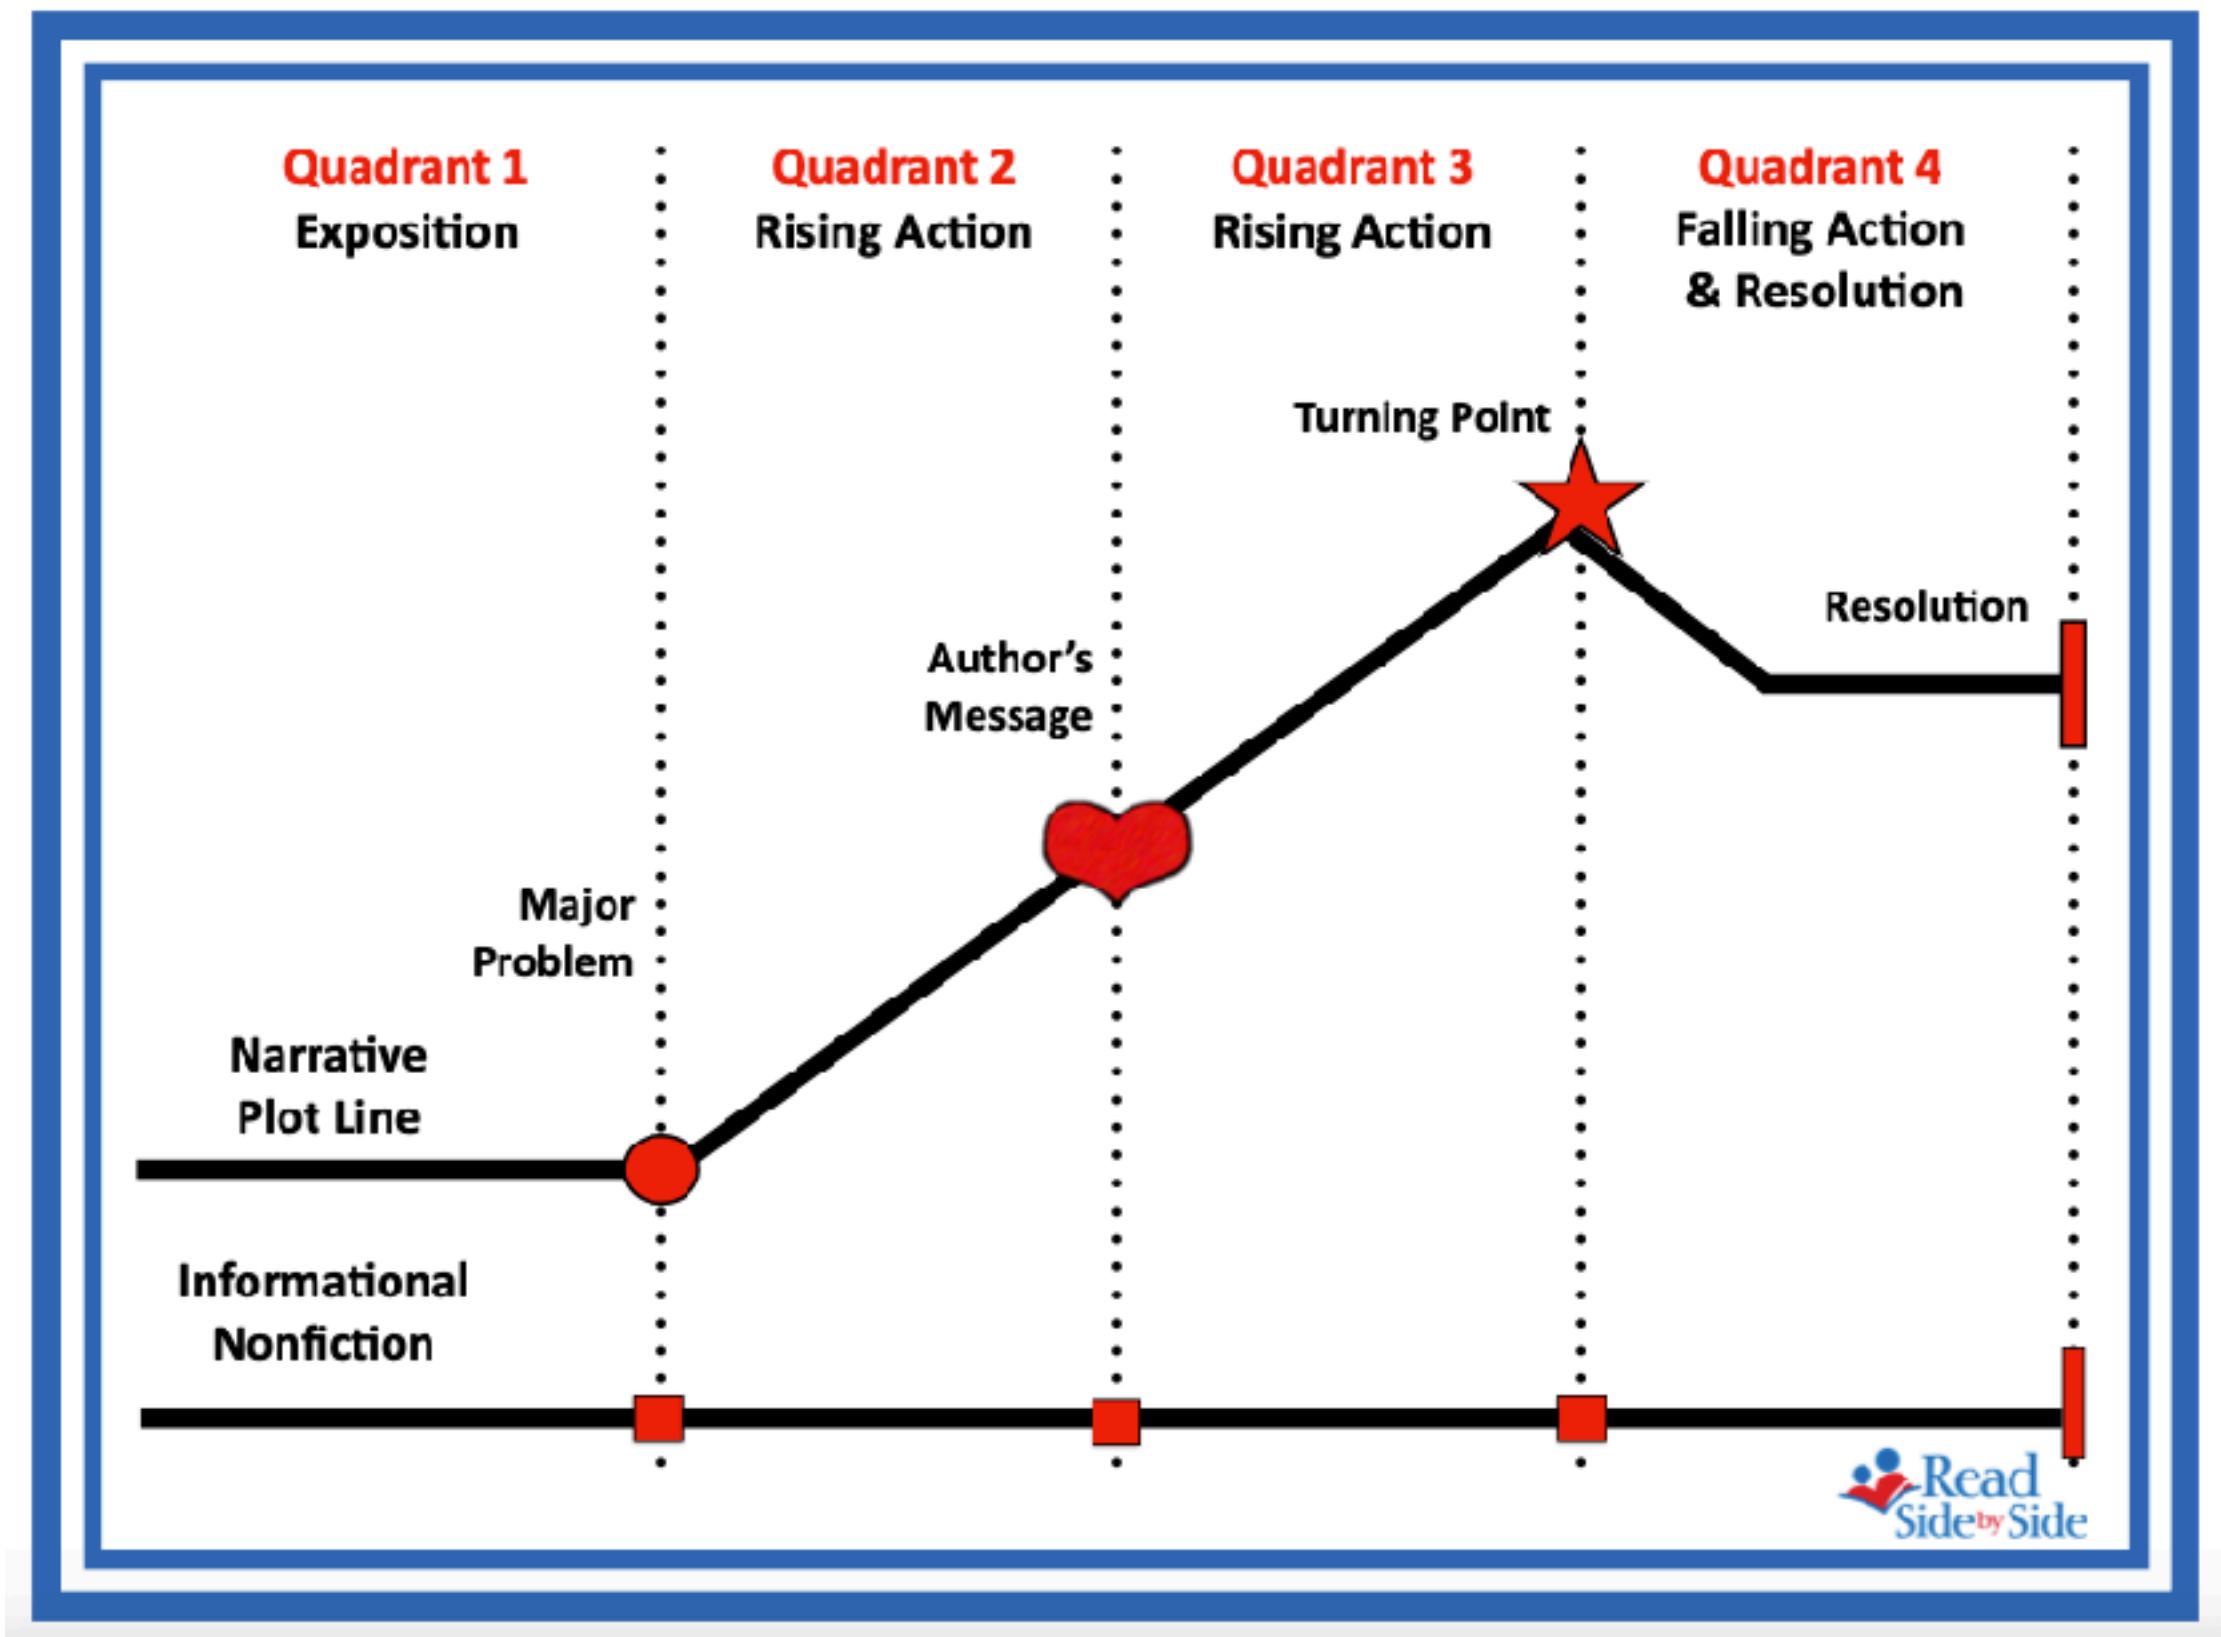 Quadrant 1
Exposition
Quadrant 2
Rising Action
Quadrant 3
Rising Action
Quadrant 4
Falling Action
& Resolution
Turning Point
Resolution
Author’s
Message
Major
Problem
Narrative
Plot Line
Informational
Nonfiction
Read
Side by Side